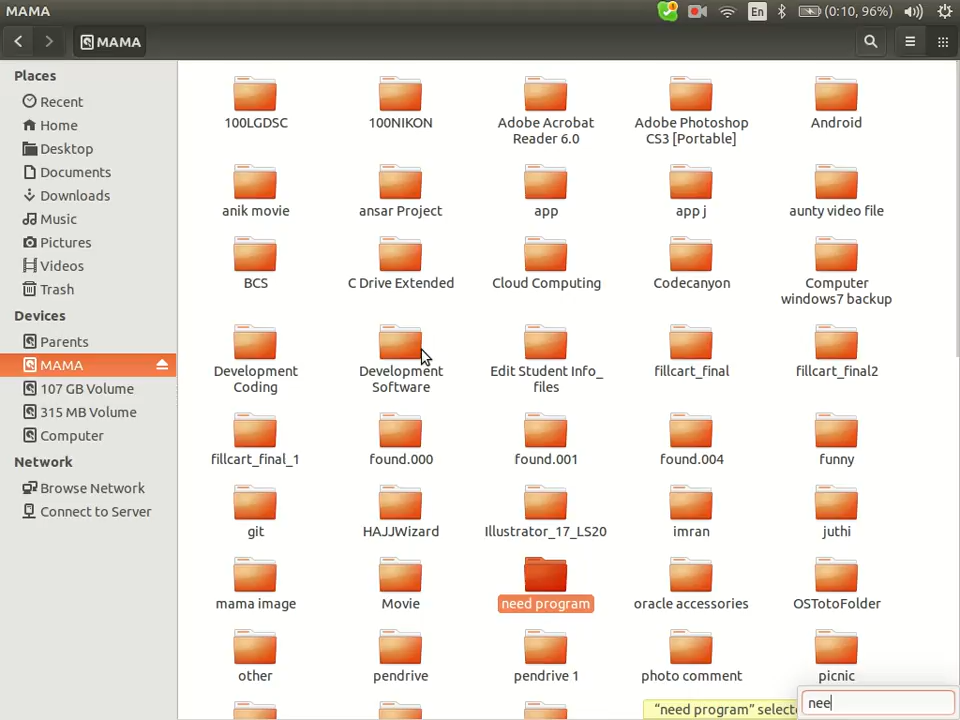 MAMA
En
(0:10, 96%)
MAMA
Places
Recent
Home
Desktop
Documents
Downloads
Music
Pictures
Videos
Trash
Devices
Parents
MAMA
107 GB Volume
315 MB Volume
Computer
Network
Browse Network
Connect to Server
100LGDSC
100NIKON
Adobe Acrobat
Reader 6.0
Adobe Photoshop
CS3 [Portable]
Android
anik movie
ansar Project
app
app j
aunty video file
BCS
C Drive Extended
Cloud Computing
Codecanyon
Computer
windows7 backup
Development
Coding
Development
Software
Edit Student Info_
files
fillcart_final
fillcart_final2
fillcart_final_1
found.000
found.001
found.004
funny
git
HAJJWizard
Illustrator_17_LS20
imran
juthi
mama image
Movie
need program
oracle accessories
OSTotoFolder
other
pendrive
pendrive 1
photo comment
picnic
“need program” selecte
nee